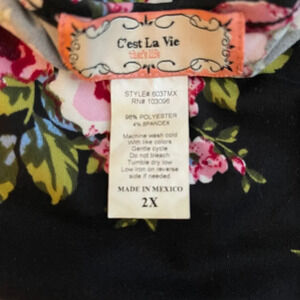 C'est La Vie
STYLE# 6037MX
RN# 103096
96% POLYESTER
4% SPANDEX
Machine wash cold
With like colors
Gentle cycle
Do not bleach
Tumble dry low
Low iron on reverse
side if needed
MADE IN MEXICO
2X